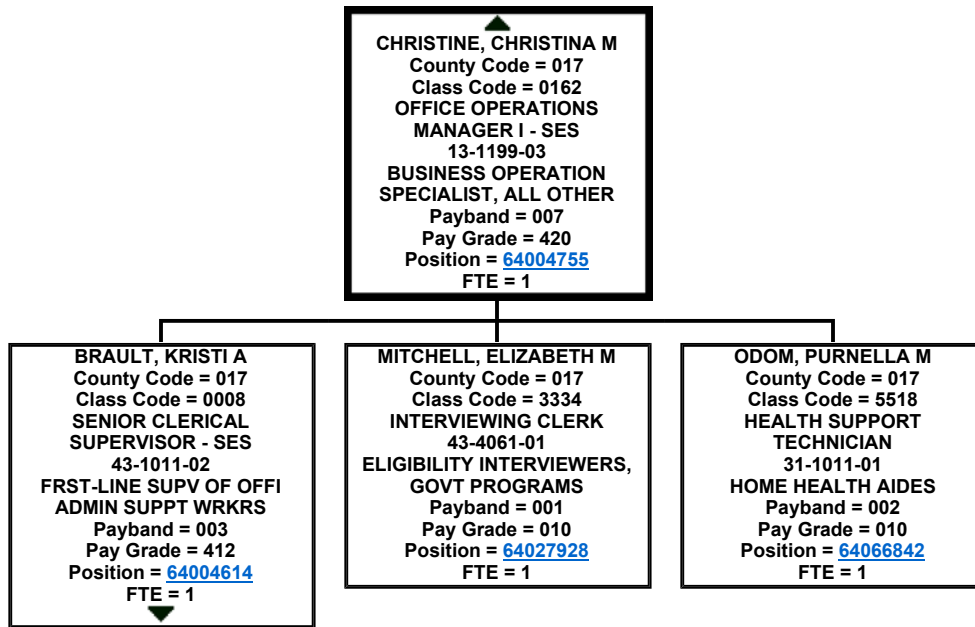 CHRISTINE, CHRISTINA M
County Code = 017
Class Code = 0162
OFFICE OPERATIONS
MANAGER I - SES
13-1199-03
BUSINESS OPERATION
SPECIALIST, ALL OTHER
Payband = 007
Pay Grade = 420
Position = 64004755
FTE = 1
BRAULT, KRISTI A
County Code = 017
Class Code = 0008
SENIOR CLERICAL
SUPERVISOR - SES
43-1011-02
FRST-LINE SUPV OF OFFI
ADMIN SUPPT WRKRS
Payband = 003
Pay Grade = 412
Position = 64004614
FTE = 1
MITCHELL, ELIZABETH M
County Code = 017
Class Code = 3334
INTERVIEWING CLERK
43-4061-01
ELIGIBILITY INTERVIEWERS,
GOVT PROGRAMS
Payband = 001
Pay Grade = 010
Position = 64027928
FTE = 1
ODOM, PURNELLA M
County Code = 017
Class Code = 5518
HEALTH SUPPORT
TECHNICIAN
31-1011-01
HOME HEALTH AIDES
Payband = 002
Pay Grade = 010
Position = 64066842
FTE = 1